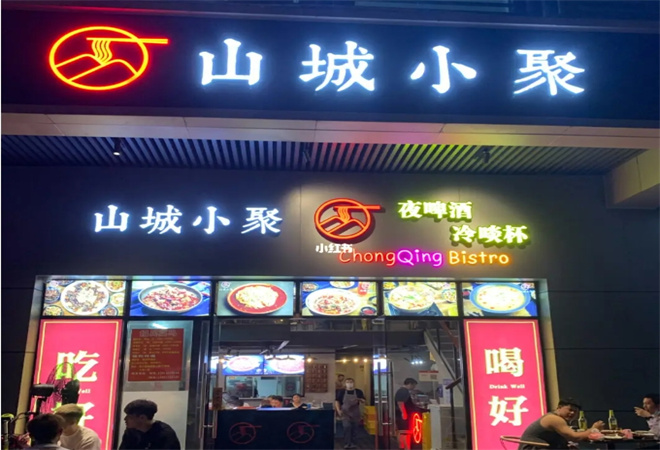 山城小聚
山城小聚
夜啤酒
冷啖杯
小红书
ChongQing Bistro
吃好
喝好
Drink Well